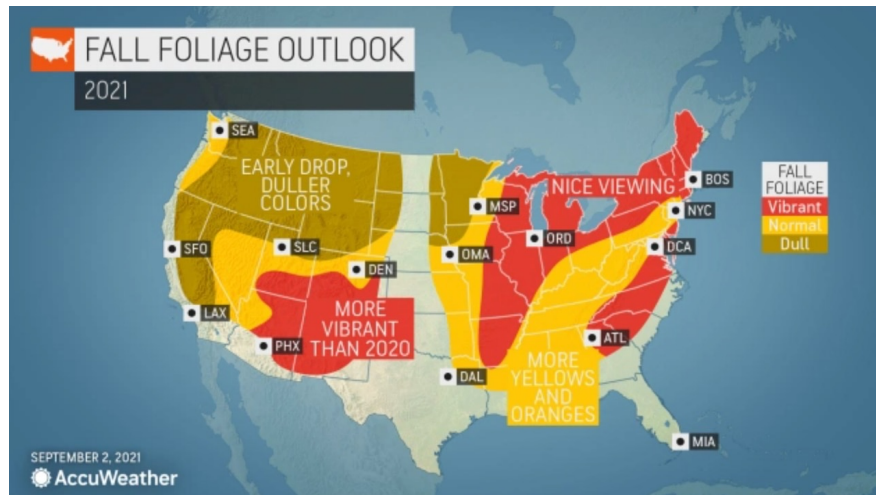 FALL FOLIAGE OUTLOOK
2021
SEA
EARLY DROP,
DULLER
COLORS
MSP
NICE VIEWING
BOS
FALL
FOLIAGE
Vibrant
Normal
Dull
NYC
SFO
SLC
ORD
DCA
OMA
DEN
LAX
MORE
VIBRANT
THAN 2020
PHX
ATL
DAL
MORE
YELLOWS
AND
ORANGES
MIA
SEPTEMBER 2, 2021
AccuWeather